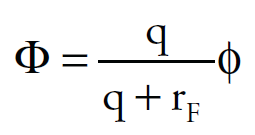 Φ = q / (q + r_F) ϕ